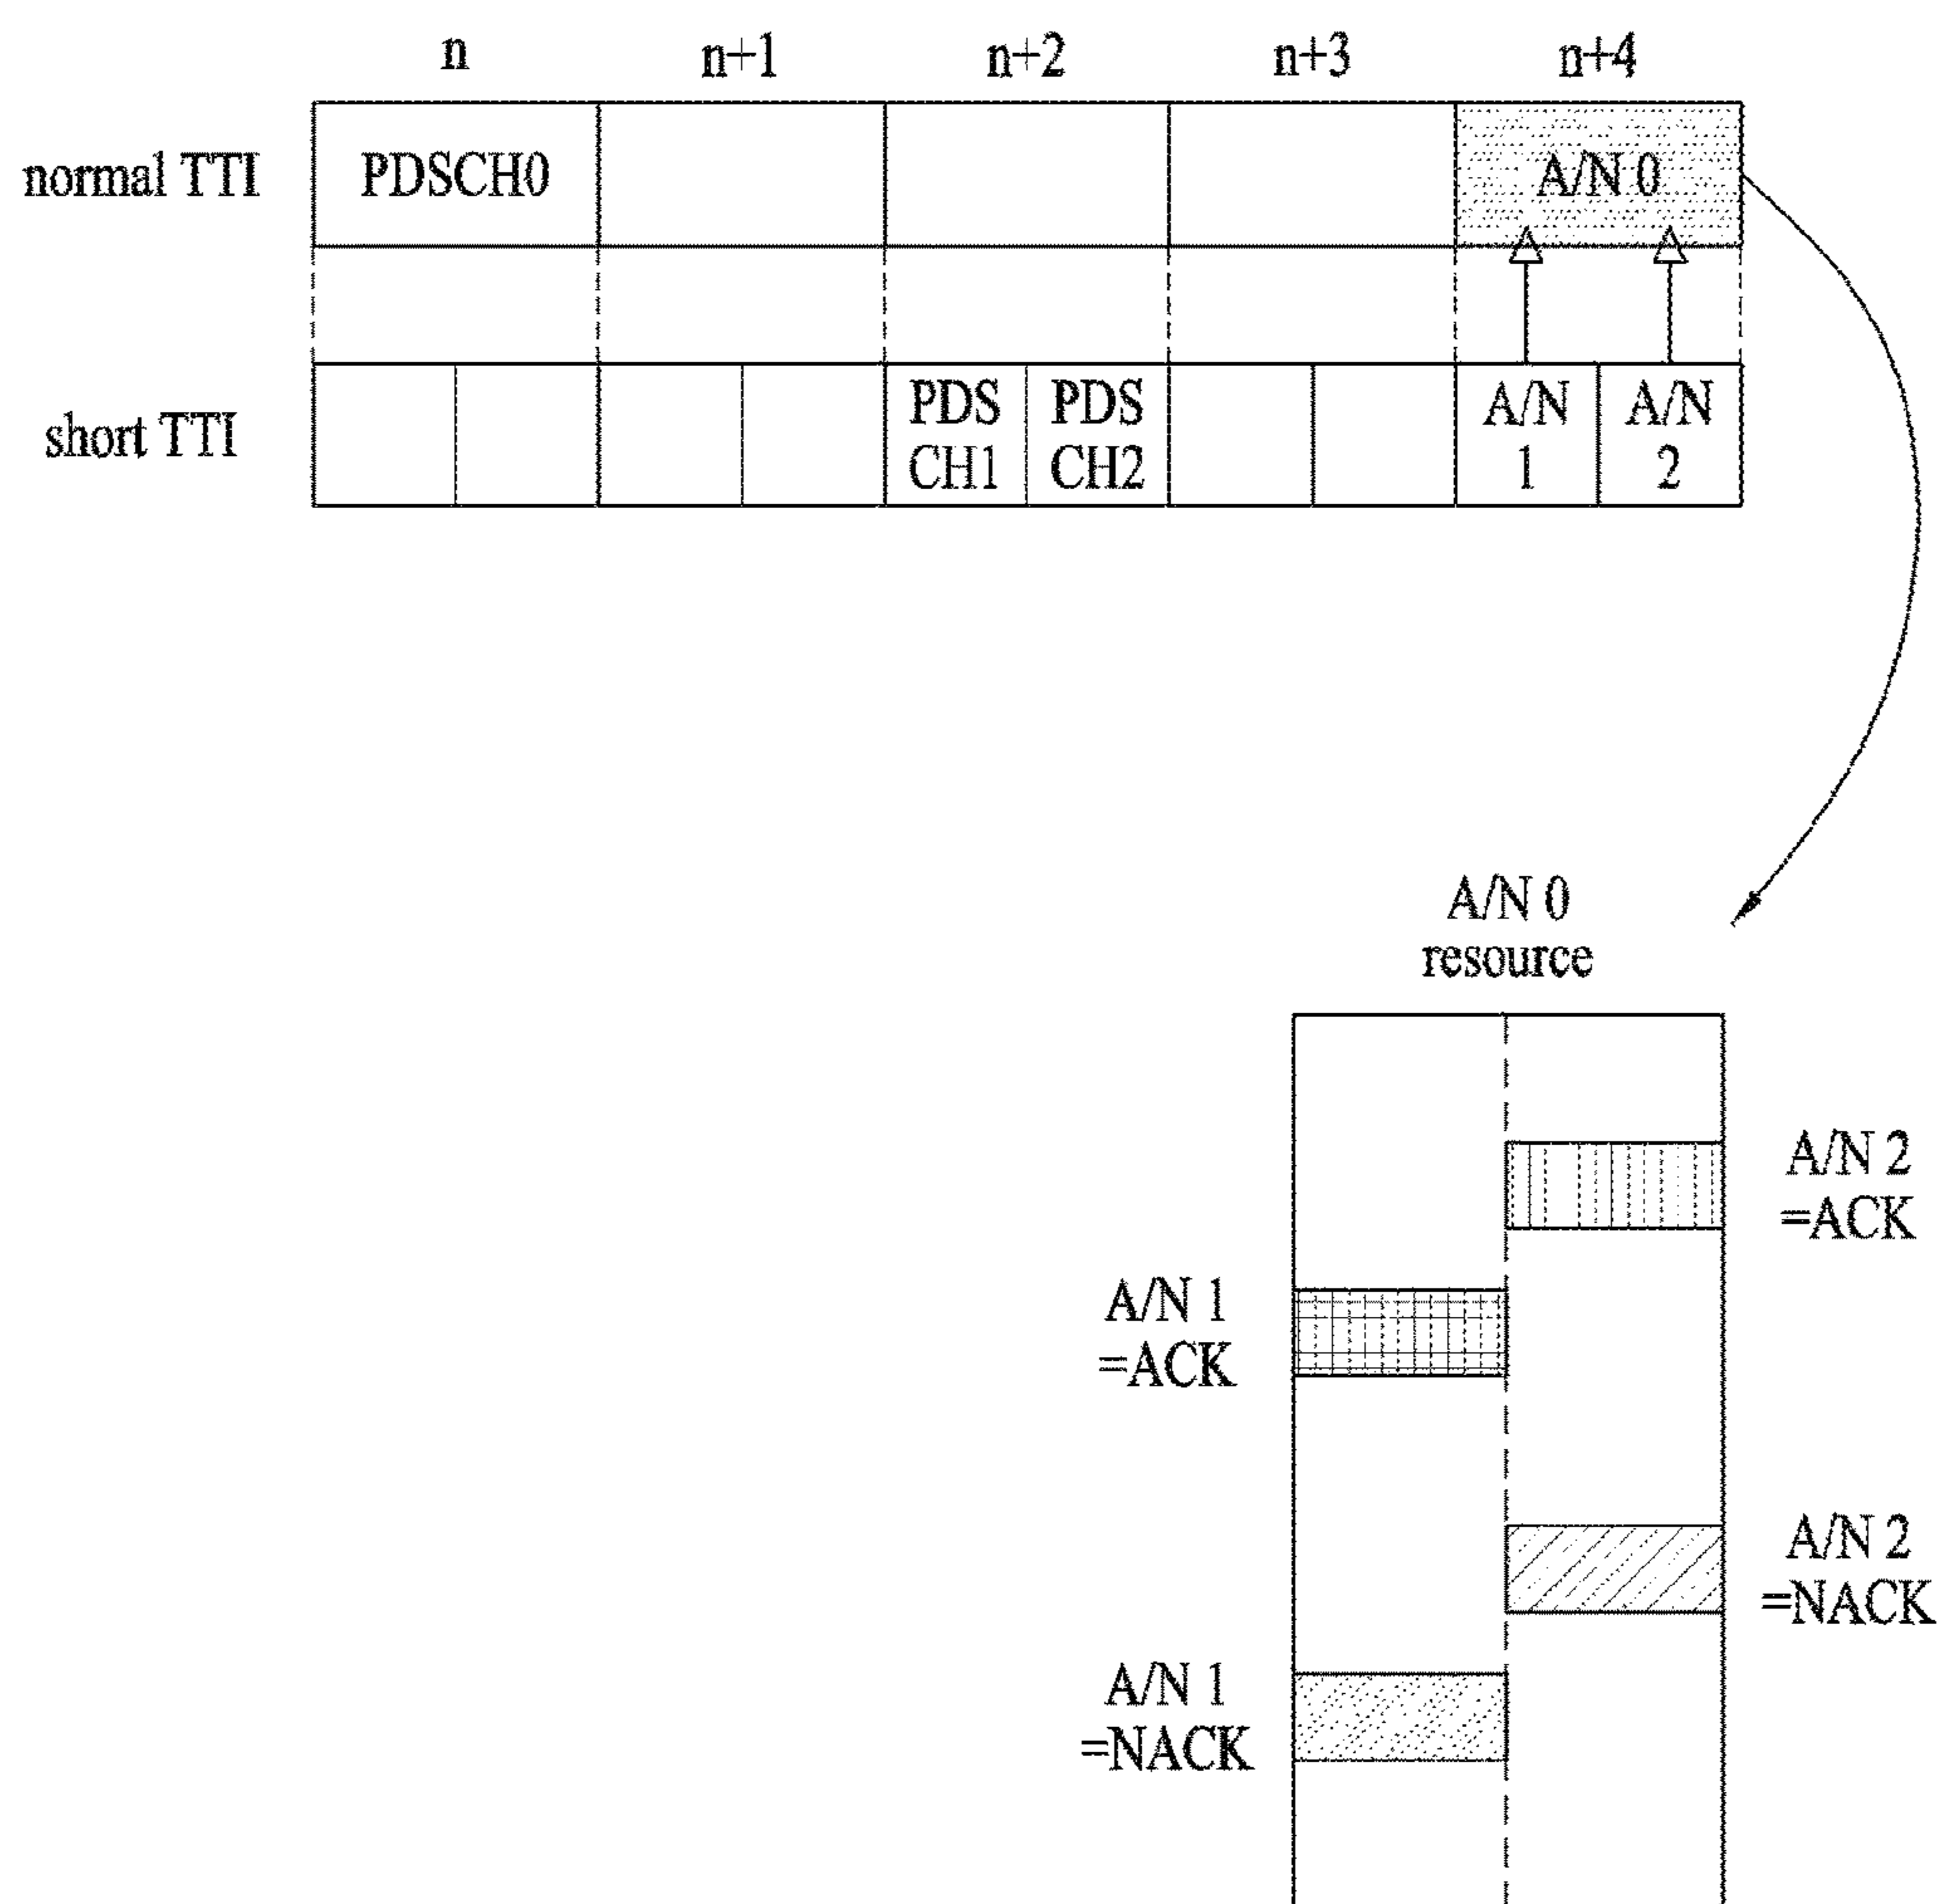 n n+1 n+2 n+3 n+4
normal TTI PDSCH0 A/N 0
short TTI
PDS
CH1
PDS
CH2
A/N
1
A/N
2
A/N 0
resource
A/N 2
=ACK
A/N 1
=ACK
A/N 2
=NACK
A/N 1
=NACK